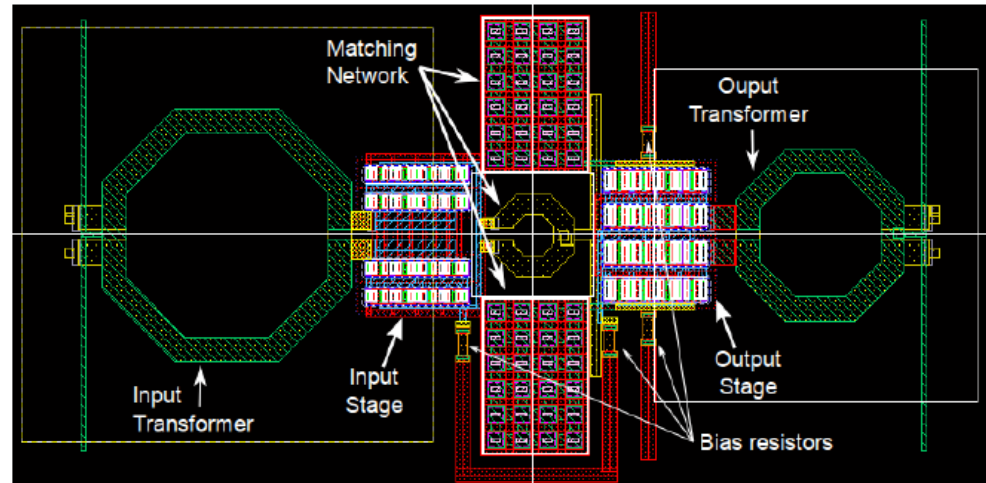 Matching
Network
Ouput
Transformer
Input
Transformer
Input
Stage
Output
Stage
Bias resistors